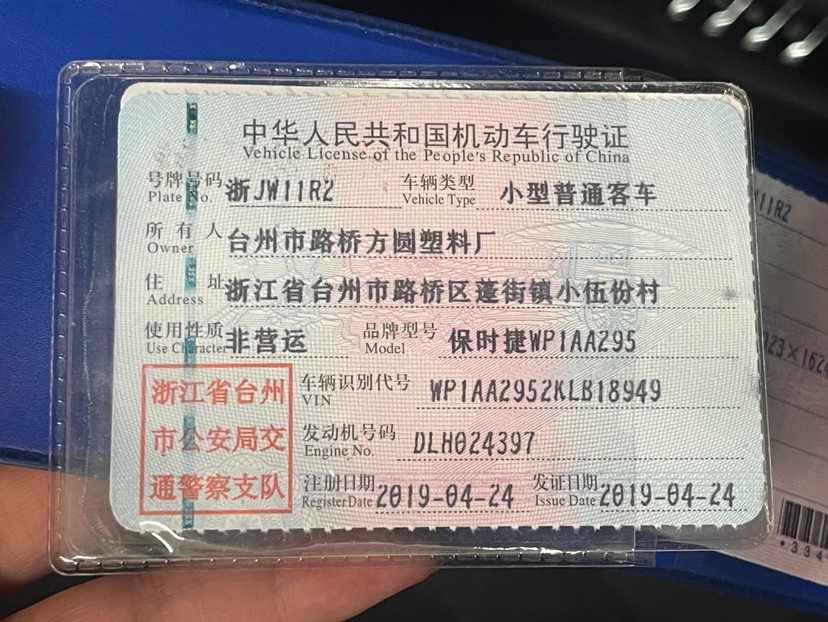 中华人民共和国机动车行驶证
Vehicle License of the People's Republic of China
号牌号码 浙JW11R2 车辆类型 小型普通客车
Plate No. Vehicle Type
所有人 台州市路桥方圆塑料厂
Owner
住址 浙江省台州市路桥区蓬街镇小伍份村
Address
使用性质 非营运 品牌型号 保时捷WP1AA295
Use Character Model
浙江省台州
市公安局交
通警察支队
车辆识别代号 WP1AA2952KLB18949
VIN
发动机号码 DLH024397
Engine No.
注册日期 2019-04-24 发证日期 2019-04-24
Register Date Issue Date
11R2
23×1624
*334